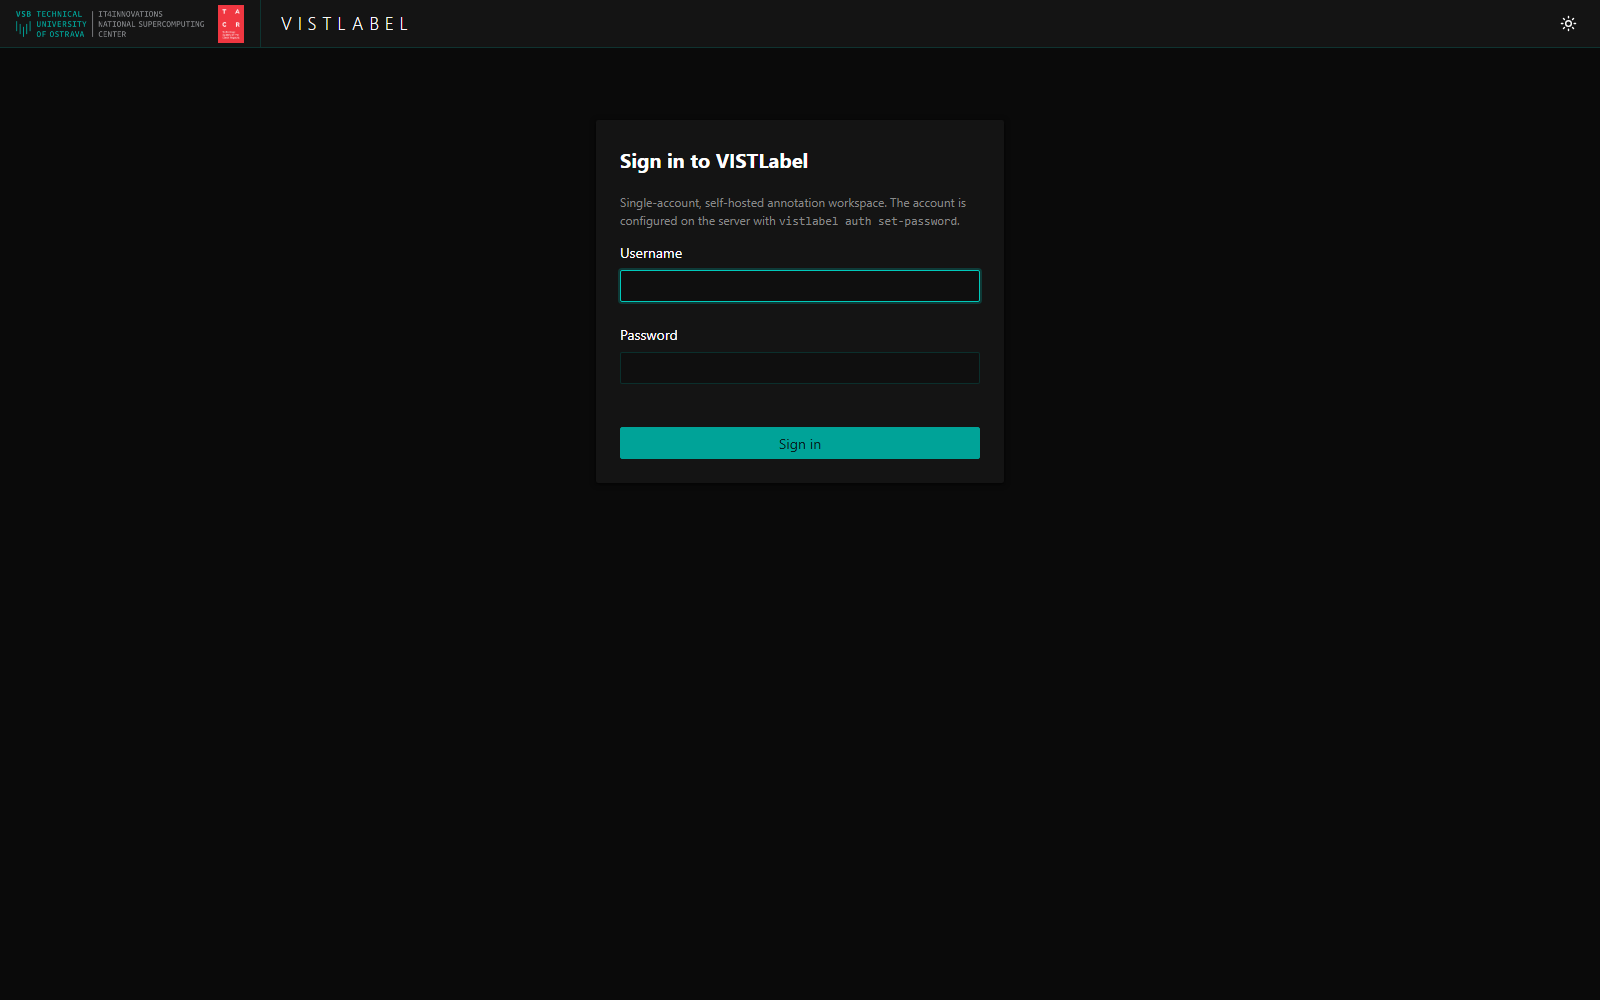 VSB TECHNICAL
UNIVERSITY
OF OSTRAVA
IT4INNOVATIONS
NATIONAL SUPERCOMPUTING
CENTER
T A
C R
VISTLABEL
Sign in to VISTLabel
Single-account, self-hosted annotation workspace. The account is
configured on the server with vistlabel auth set-password.
Username
Password
Sign in